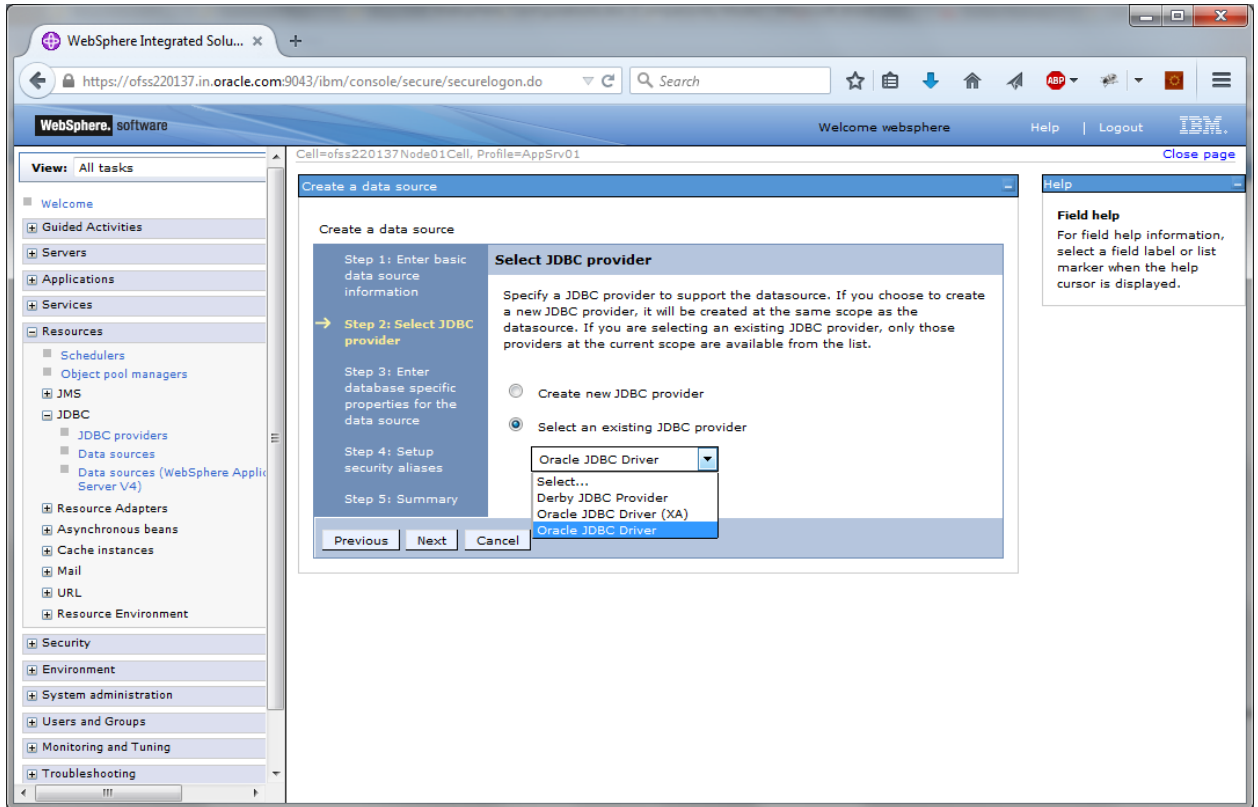 WebSphere Integrated Solu...
https://ofss220137.in.oracle.com:9043/ibm/console/secure/securelogon.do
Search
ABP
WebSphere. software
Welcome websphere
Help | Logout
IBM.
View: All tasks
Welcome
Guided Activities
Servers
Applications
Services
Resources
Schedulers
Object pool managers
JMS
JDBC
JDBC providers
Data sources
Data sources (WebSphere Applic
Server V4)
Resource Adapters
Asynchronous beans
Cache instances
Mail
URL
Resource Environment
Security
Environment
System administration
Users and Groups
Monitoring and Tuning
Troubleshooting
Cell=ofss220137Node01Cell, Profile=AppSrv01
Close page
Create a data source
Create a data source
Step 1: Enter basic
data source
information
Step 2: Select JDBC
provider
Step 3: Enter
database specific
properties for the
data source
Step 4: Setup
security aliases
Step 5: Summary
Select JDBC provider
Specify a JDBC provider to support the datasource. If you choose to create
a new JDBC provider, it will be created at the same scope as the
datasource. If you are selecting an existing JDBC provider, only those
providers at the current scope are available from the list.
Create new JDBC provider
Select an existing JDBC provider
Oracle JDBC Driver
Select...
Derby JDBC Provider
Oracle JDBC Driver (XA)
Oracle JDBC Driver
Previous
Next
Cancel
Help
Field help
For field help information,
select a field label or list
marker when the help
cursor is displayed.